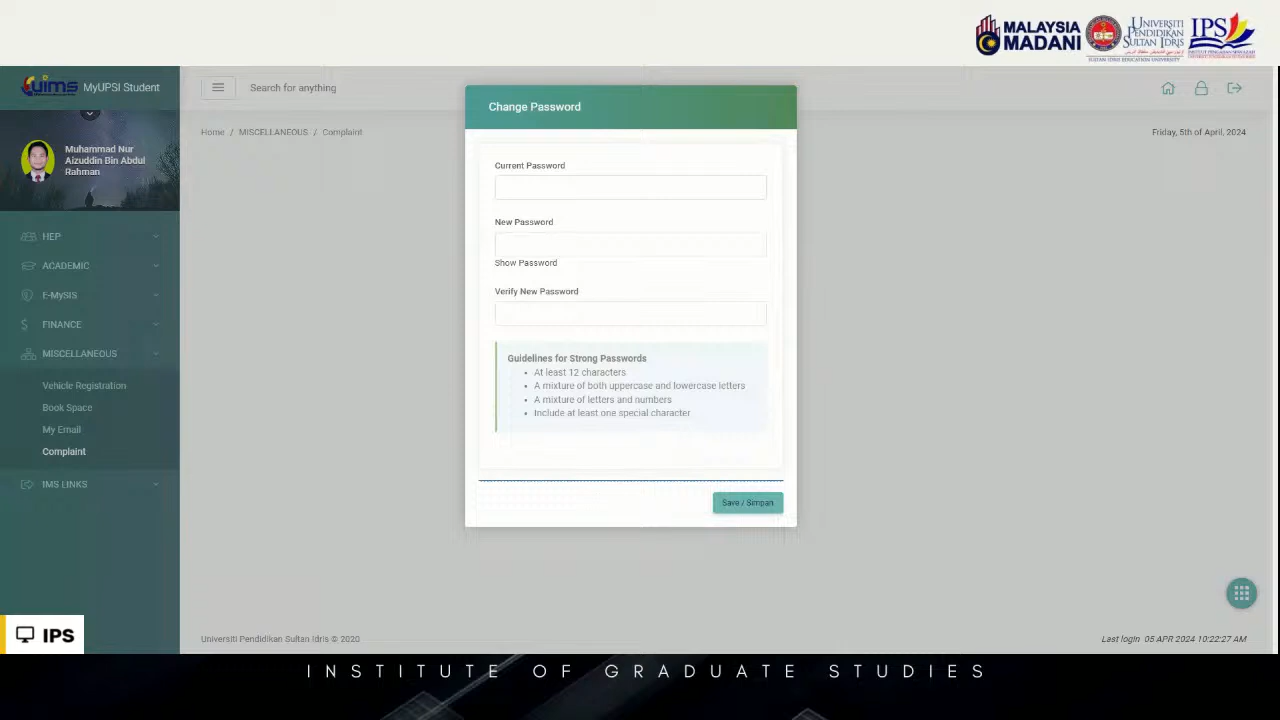 MALAYSIA
MADANI
UNIVERSITI
PENDIDIKAN
SULTAN IDRIS
SULTAN IDRIS EDUCATION UNIVERSITY
IPS
uims MyUPSI Student
Search for anything
Muhammad Nur
Aizuddin Bin Abdul
Rahman
Home / MISCELLANEOUS / Complaint
Friday, 5th of April, 2024
HEP
ACADEMIC
E-MySIS
FINANCE
MISCELLANEOUS
Vehicle Registration
Book Space
My Email
Complaint
IMS LINKS
Change Password
Current Password
New Password
Show Password
Verify New Password
Guidelines for Strong Passwords
• At least 12 characters
• A mixture of both uppercase and lowercase letters
• A mixture of letters and numbers
• Include at least one special character
Save / Simpan
Universiti Pendidikan Sultan Idris © 2020
Last login 05 APR 2024 10:22:27 AM
IPS
INSTITUTE OF GRADUATE STUDIES